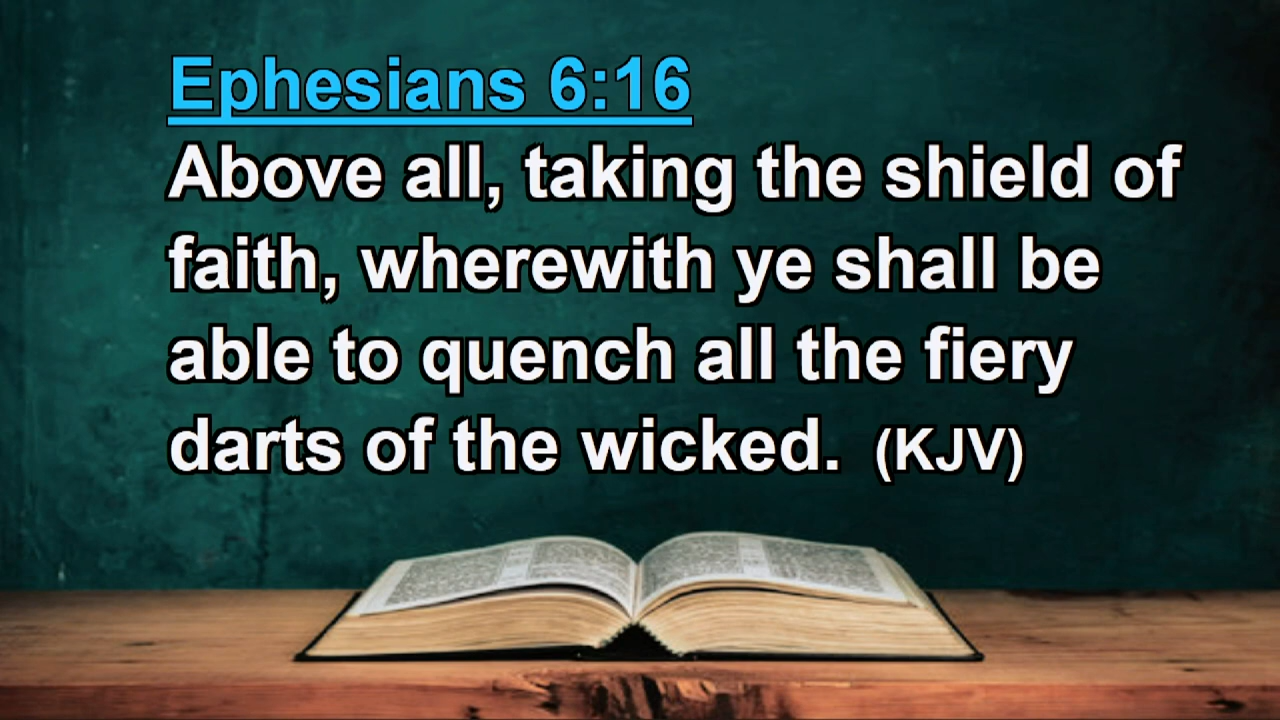 Ephesians 6:16
Above all, taking the shield of
faith, wherewith ye shall be
able to quench all the fiery
darts of the wicked. (KJV)